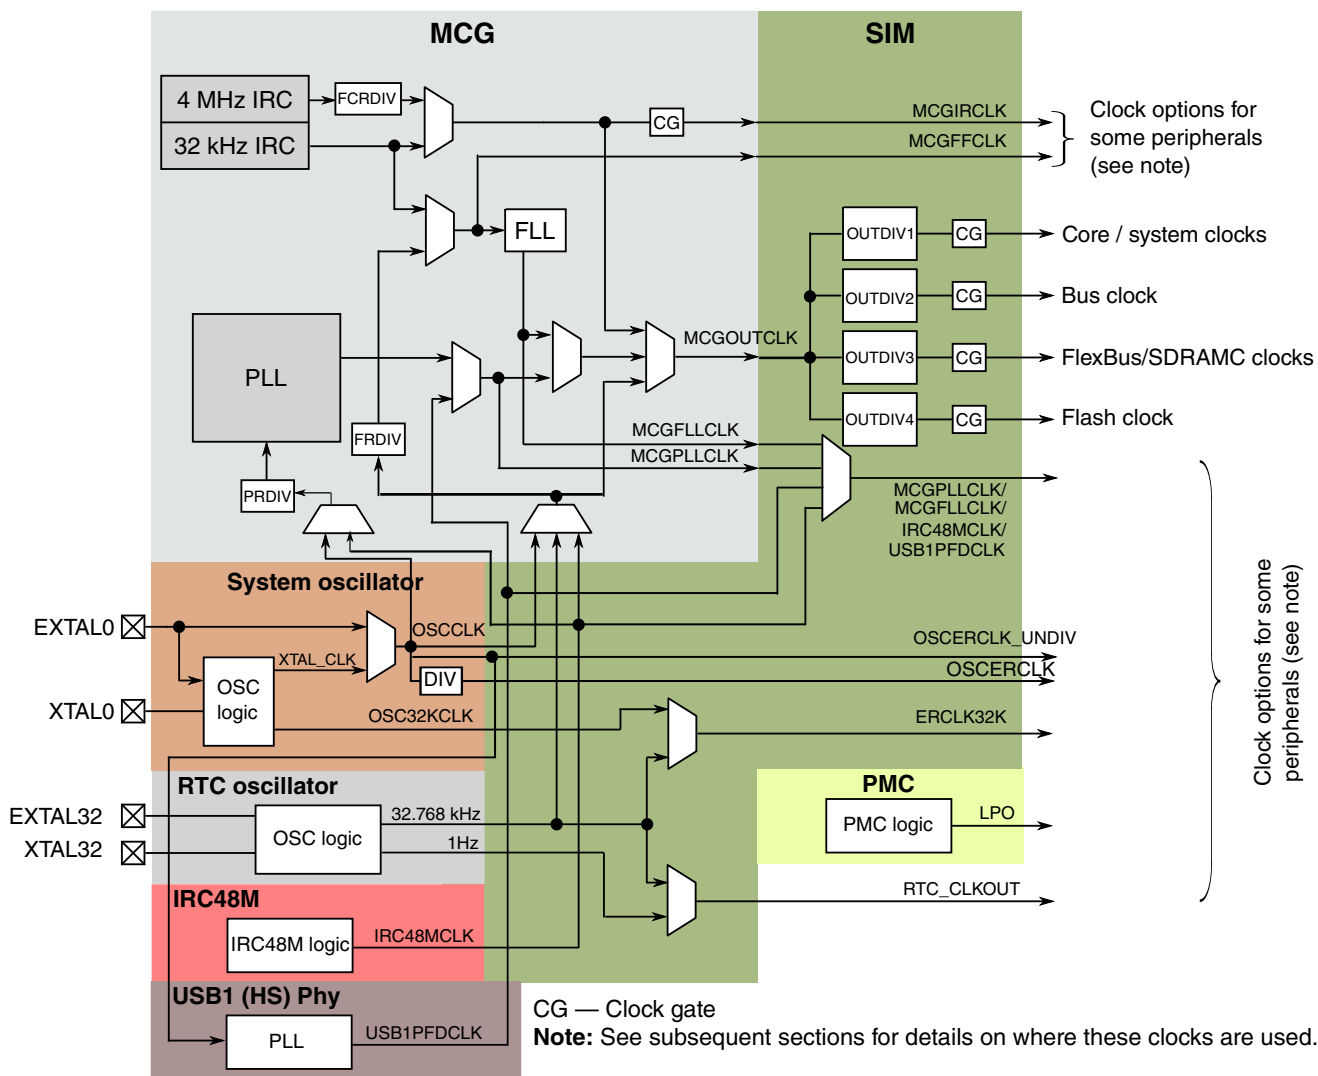 MCG
SIM
4 MHz IRC
FCRDIV
32 kHz IRC
CG
MCGIRCLK
MCGFFCLK
Clock options for
some peripherals
(see note)
FLL
OUTDIV1
CG
Core / system clocks
OUTDIV2
CG
Bus clock
MCGOUTCLK
OUTDIV3
CG
FlexBus/SDRAMC clocks
PLL
OUTDIV4
CG
Flash clock
FRDIV
MCGFLLCLK
MCGPLLCLK
PRDIV
MCGPLLCLK/
MCGFLLCLK/
IRC48MCLK/
USB1PFDCLK
System oscillator
EXTAL0
OSCCLK
OSCERCLK_UNDIV
XTAL_CLK
OSC
logic
DIV
OSCERCLK
XTAL0
OSC32KCLK
ERCLK32K
Clock options for some
peripherals (see note)
RTC oscillator
PMC
EXTAL32
32.768 kHz
OSC logic
PMC logic
LPO
XTAL32
1Hz
IRC48M
RTC_CLKOUT
IRC48M logic
IRC48MCLK
USB1 (HS) Phy
PLL
USB1PFDCLK
CG — Clock gate
Note: See subsequent sections for details on where these clocks are used.